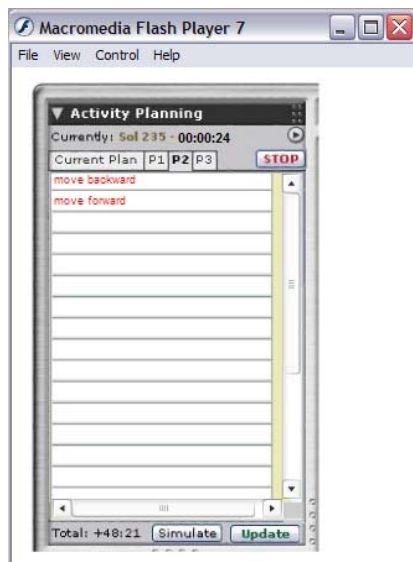 Macromedia Flash Player 7
File View Control Help
Activity Planning
Currently: Sol 235 - 00:00:24
Current Plan P1 P2 P3 STOP
move backward
move forward
Total: +48:21 Simulate Update